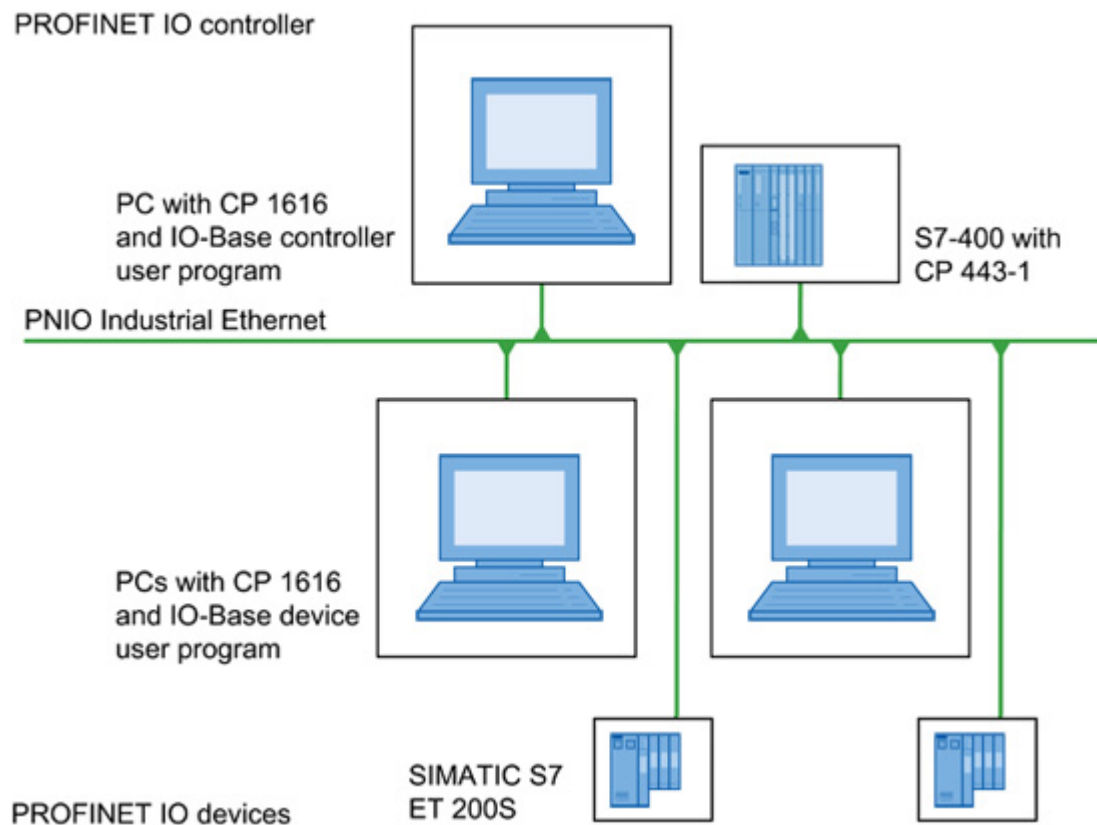 PROFINET IO controller
PC with CP 1616
and IO-Base controller
user program
S7-400 with
CP 443-1
PNIO Industrial Ethernet
PCs with CP 1616
and IO-Base device
user program
SIMATIC S7
ET 200S
PROFINET IO devices